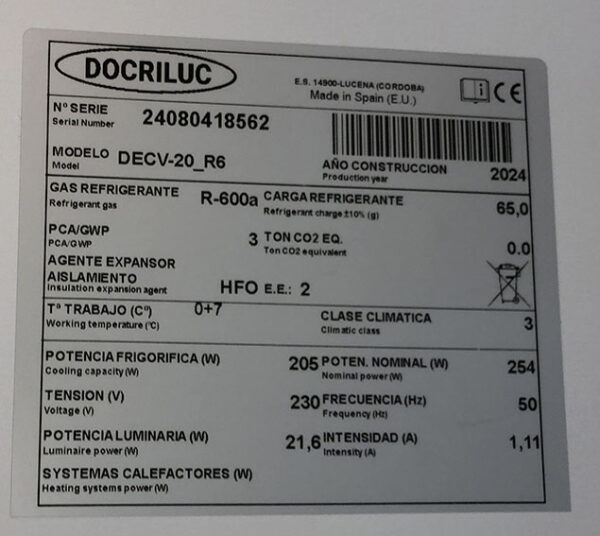 DOCRILUC
E.S. 14900-LUCENA (CORDOBA)
Made in Spain (E.U.)
i CE
Nº SERIE
Serial Number
24080418562
MODELO
Model
DECV-20_R6
AÑO CONSTRUCCION
Production year
2024
GAS REFRIGERANTE
Refrigerant gas
R-600a
CARGA REFRIGERANTE
Refrigerant charge ±10% (g)
65,0
PCA/GWP
PCA/GWP
3
TON CO2 EQ.
Ton CO2 equivalent
0.0
AGENTE EXPANSOR
AISLAMIENTO
Insulation expansion agent
HFO E.E.: 2
Tª TRABAJO (Cº)
Working temperature (ºC)
0+7
CLASE CLIMATICA
Climatic class
3
POTENCIA FRIGORIFICA (W)
Cooling capacity (W)
205
POTEN. NOMINAL (W)
Nominal power (W)
254
TENSION (V)
Voltage (V)
230
FRECUENCIA (Hz)
Frequency (Hz)
50
POTENCIA LUMINARIA (W)
Luminaire power (W)
21,6
INTENSIDAD (A)
Intensity (A)
1,11
SYSTEMAS CALEFACTORES (W)
Heating systems power (W)